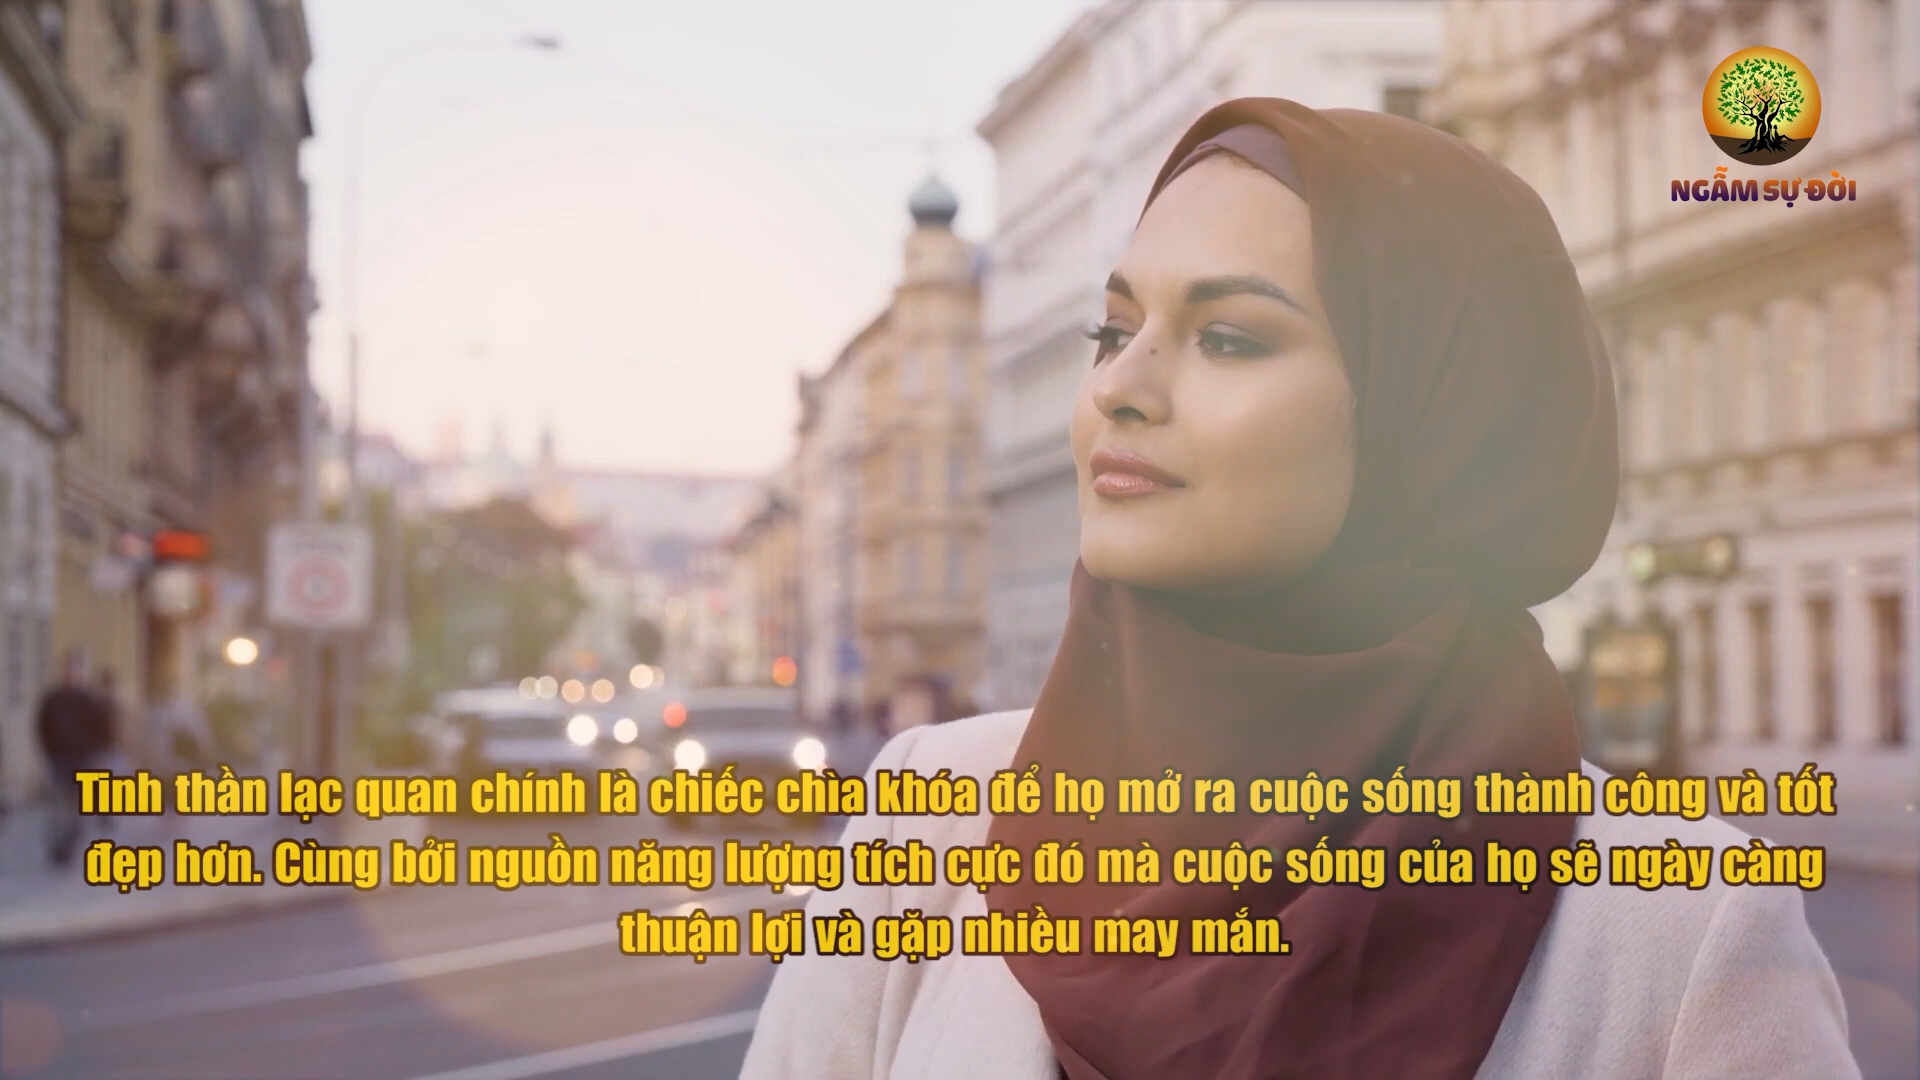 NGẪM SỰ ĐỜI
Tinh thần lạc quan chính là chiếc chìa khóa để họ mở ra cuộc sống thành công và tốt
đẹp hơn. Cùng bởi nguồn năng lượng tích cực đó mà cuộc sống của họ sẽ ngày càng
thuận lợi và gặp nhiều may mắn.